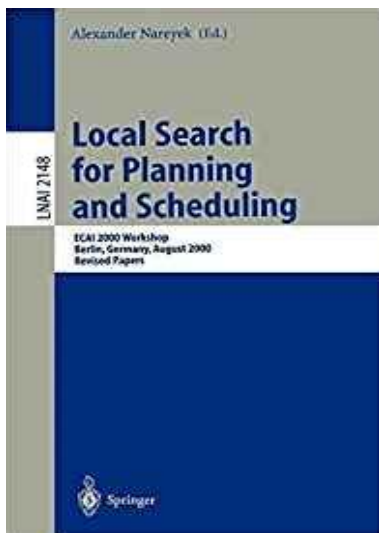 Alexander Nareyek (Ed.)
LNAI 2148
Local Search
for Planning
and Scheduling
ECAI 2000 Workshop
Berlin, Germany, August 2000
Revised Papers
Springer